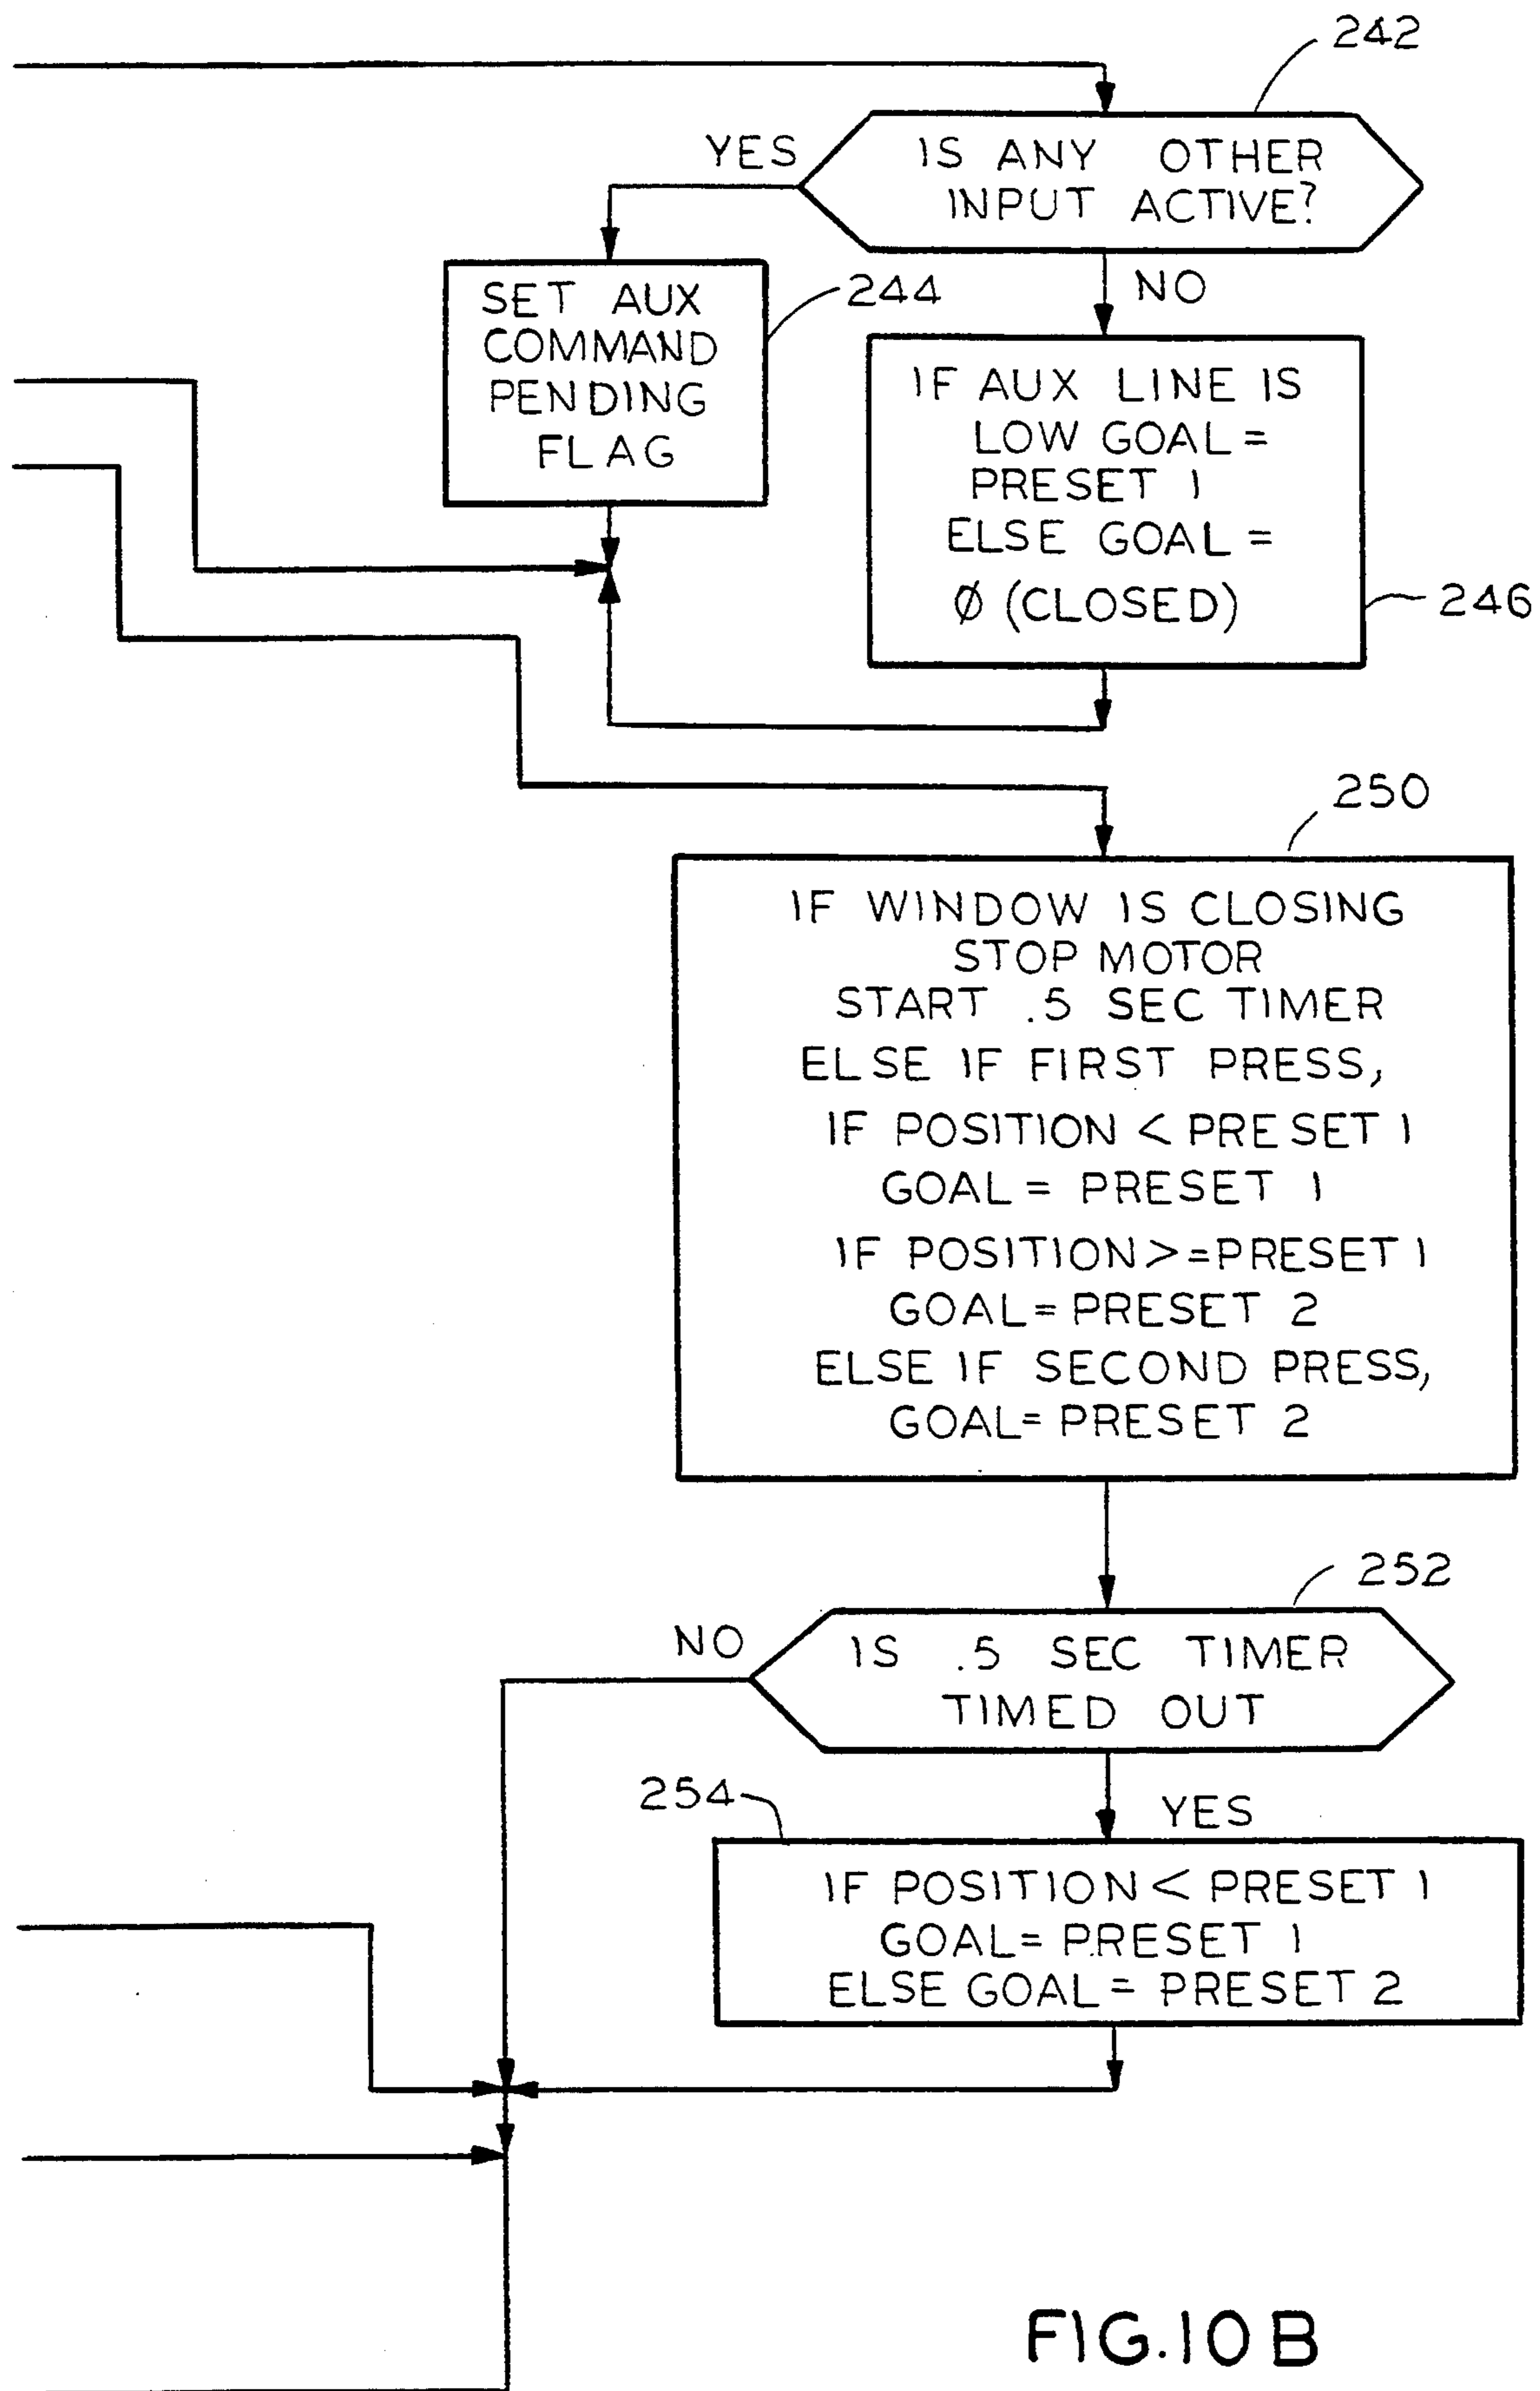 242
YES
IS ANY OTHER
INPUT ACTIVE?
SET AUX
COMMAND
PENDING
FLAG
244
NO
IF AUX LINE IS
LOW GOAL =
PRESET 1
ELSE GOAL =
Ø (CLOSED)
246
250
IF WINDOW IS CLOSING
STOP MOTOR
START .5 SEC TIMER
ELSE IF FIRST PRESS,
IF POSITION < PRESET 1
GOAL = PRESET 1
IF POSITION >= PRESET 1
GOAL = PRESET 2
ELSE IF SECOND PRESS,
GOAL = PRESET 2
252
NO
IS .5 SEC TIMER
TIMED OUT
254
YES
IF POSITION < PRESET 1
GOAL = PRESET 1
ELSE GOAL = PRESET 2
FIG. 10 B